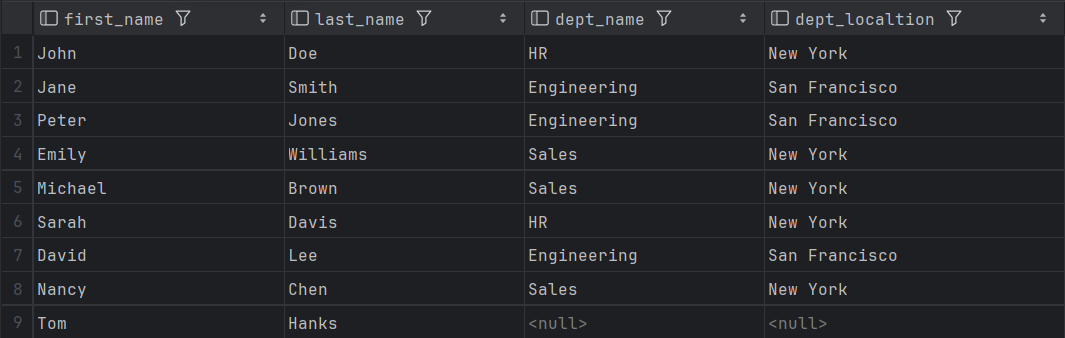 first_name last_name dept_name dept_localtion
1 John Doe HR New York
2 Jane Smith Engineering San Francisco
3 Peter Jones Engineering San Francisco
4 Emily Williams Sales New York
5 Michael Brown Sales New York
6 Sarah Davis HR New York
7 David Lee Engineering San Francisco
8 Nancy Chen Sales New York
9 Tom Hanks <null> <null>